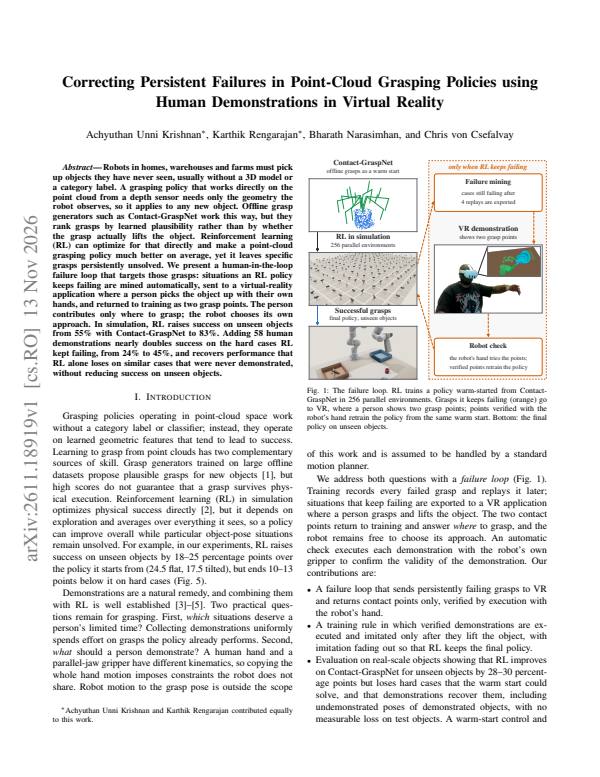 Correcting Persistent Failures in Point-Cloud Grasping Policies using
Human Demonstrations in Virtual Reality
Achyuthan Unni Krishnan*, Karthik Rengarajan*, Bharath Narasimhan, and Chris von Csefalvay
arXiv:2611.18919v1 [cs.RO] 13 Nov 2026
Abstract—Robots in homes, warehouses and farms must pick
up objects they have never seen, usually without a 3D model or
a category label. A grasping policy that works directly on the
point cloud from a depth sensor needs only the geometry the
robot observes, so it applies to any new object. Offline grasp
generators such as Contact-GraspNet work this way, but they
rank grasps by learned plausibility rather than by whether
the grasp actually lifts the object. Reinforcement learning
(RL) can optimize for that directly and make a point-cloud
grasping policy much better on average, yet it leaves specific
grasps persistently unsolved. We present a human-in-the-loop
failure loop that targets those grasps: situations an RL policy
keeps failing are mined automatically, sent to a virtual-reality
application where a person picks the object up with their own
hands, and returned to training as two grasp points. The person
contributes only where to grasp; the robot chooses its own
approach. In simulation, RL raises success on unseen objects
from 55% with Contact-GraspNet to 83%. Adding 58 human
demonstrations nearly doubles success on the hard cases RL
kept failing, from 24% to 45%, and recovers performance that
RL alone loses on similar cases that were never demonstrated,
without reducing success on unseen objects.
I. INTRODUCTION
Grasping policies operating in point-cloud space work
without a category label or classifier; instead, they operate
on learned geometric features that tend to lead to success.
Learning to grasp from point clouds has two complementary
sources of skill. Grasp generators trained on large offline
datasets propose plausible grasps for new objects [1], but
high scores do not guarantee that a grasp survives phys-
ical execution. Reinforcement learning (RL) in simulation
optimizes physical success directly [2], but it depends on
exploration and averages over everything it sees, so a policy
can improve overall while particular object-pose situations
remain unsolved. For example, in our experiments, RL raises
success on unseen objects by 18–25 percentage points over
the policy it starts from (24.5 flat, 17.5 tilted), but ends 10–13
points below it on hard cases (Fig. 5).
Demonstrations are a natural remedy, and combining them
with RL is well established [3]–[5]. Two practical ques-
tions remain for grasping. First, which situations deserve a
person's limited time? Collecting demonstrations uniformly
spends effort on grasps the policy already performs. Second,
what should a person demonstrate? A human hand and a
parallel-jaw gripper have different kinematics, so copying the
whole hand motion imposes constraints the robot does not
share. Robot motion to the grasp pose is outside the scope
*Achyuthan Unni Krishnan and Karthik Rengarajan contributed equally
to this work.
Contact-GraspNet
offline grasps as a warm start
RL in simulation
256 parallel environments
Successful grasps
final policy, unseen objects
only when RL keeps failing
Failure mining
cases still failing after
4 replays are exported
VR demonstration
shows two grasp points
Robot check
the robot's hand tries the points;
verified points retrain the policy
Fig. 1: The failure loop. RL trains a policy warm-started from Contact-
GraspNet in 256 parallel environments. Grasps it keeps failing (orange) go
to VR, where a person shows two grasp points; points verified with the
robot's hand retrain the policy from the same warm start. Bottom: the final
policy on unseen objects.
of this work and is assumed to be handled by a standard
motion planner.
We address both questions with a failure loop (Fig. 1).
Training records every failed grasp and replays it later;
situations that keep failing are exported to a VR application
where a person grasps and lifts the object. The two contact
points return to training and answer where to grasp, and the
robot remains free to choose its approach. An automatic
check executes each demonstration with the robot's own
gripper to confirm the validity of the demonstration. Our
contributions are:
• A failure loop that sends persistently failing grasps to VR
and returns contact points only, verified by execution with
the robot's hand.
• A training rule in which verified demonstrations are ex-
ecuted and imitated only after they lift the object, with
imitation fading out so that RL keeps the final policy.
• Evaluation on real-scale objects showing that RL improves
on Contact-GraspNet for unseen objects by 28–30 percent-
age points but loses hard cases that the warm start could
solve, and that demonstrations recover them, including
undemonstrated poses of demonstrated objects, with no
measurable loss on test objects. A warm-start control and